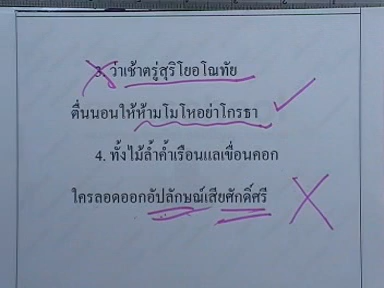 3. ว่าเช้าตรู่สุริโยอโณทัย
ตื่นนอนให้ห้ามโมโหอย่าโกรธา
4. ทั้งไม้ล้ำค้ำเรือนแลเขื่อนคอก
ใครลอดออกอัปลักษณ์เสียศักดิ์ศรี